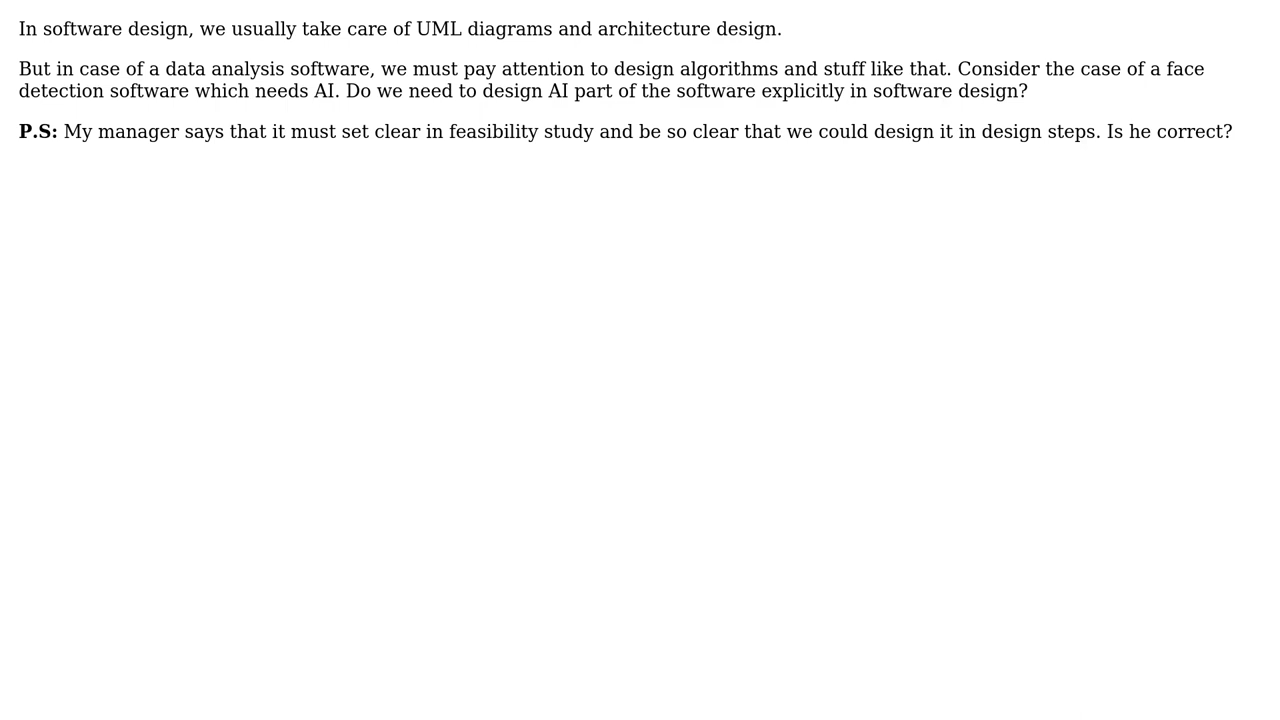 In software design, we usually take care of UML diagrams and architecture design.
But in case of a data analysis software, we must pay attention to design algorithms and stuff like that. Consider the case of a face
detection software which needs AI. Do we need to design AI part of the software explicitly in software design?
P.S: My manager says that it must set clear in feasibility study and be so clear that we could design it in design steps. Is he correct?